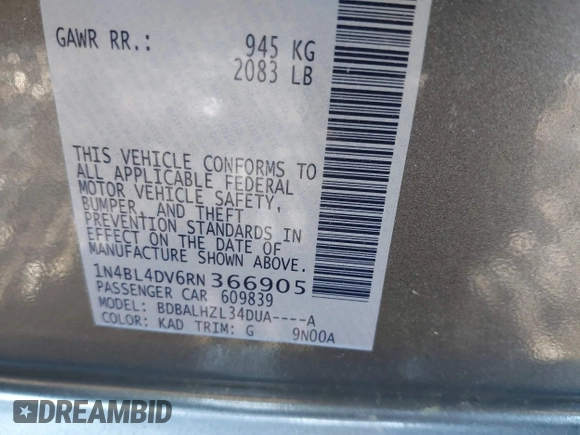 GAWR RR.: 945 KG
2083 LB
THIS VEHICLE CONFORMS TO
ALL APPLICABLE FEDERAL
MOTOR VEHICLE SAFETY,
BUMPER, AND THEFT
PREVENTION STANDARDS IN
EFFECT ON THE DATE OF
MANUFACTURE SHOWN ABOVE.
1N4BL4DV6RN366905
PASSENGER CAR 609839
MODEL: BDBALHZL34DUA----A
COLOR: KAD TRIM: G 9N00A
DREAMBID